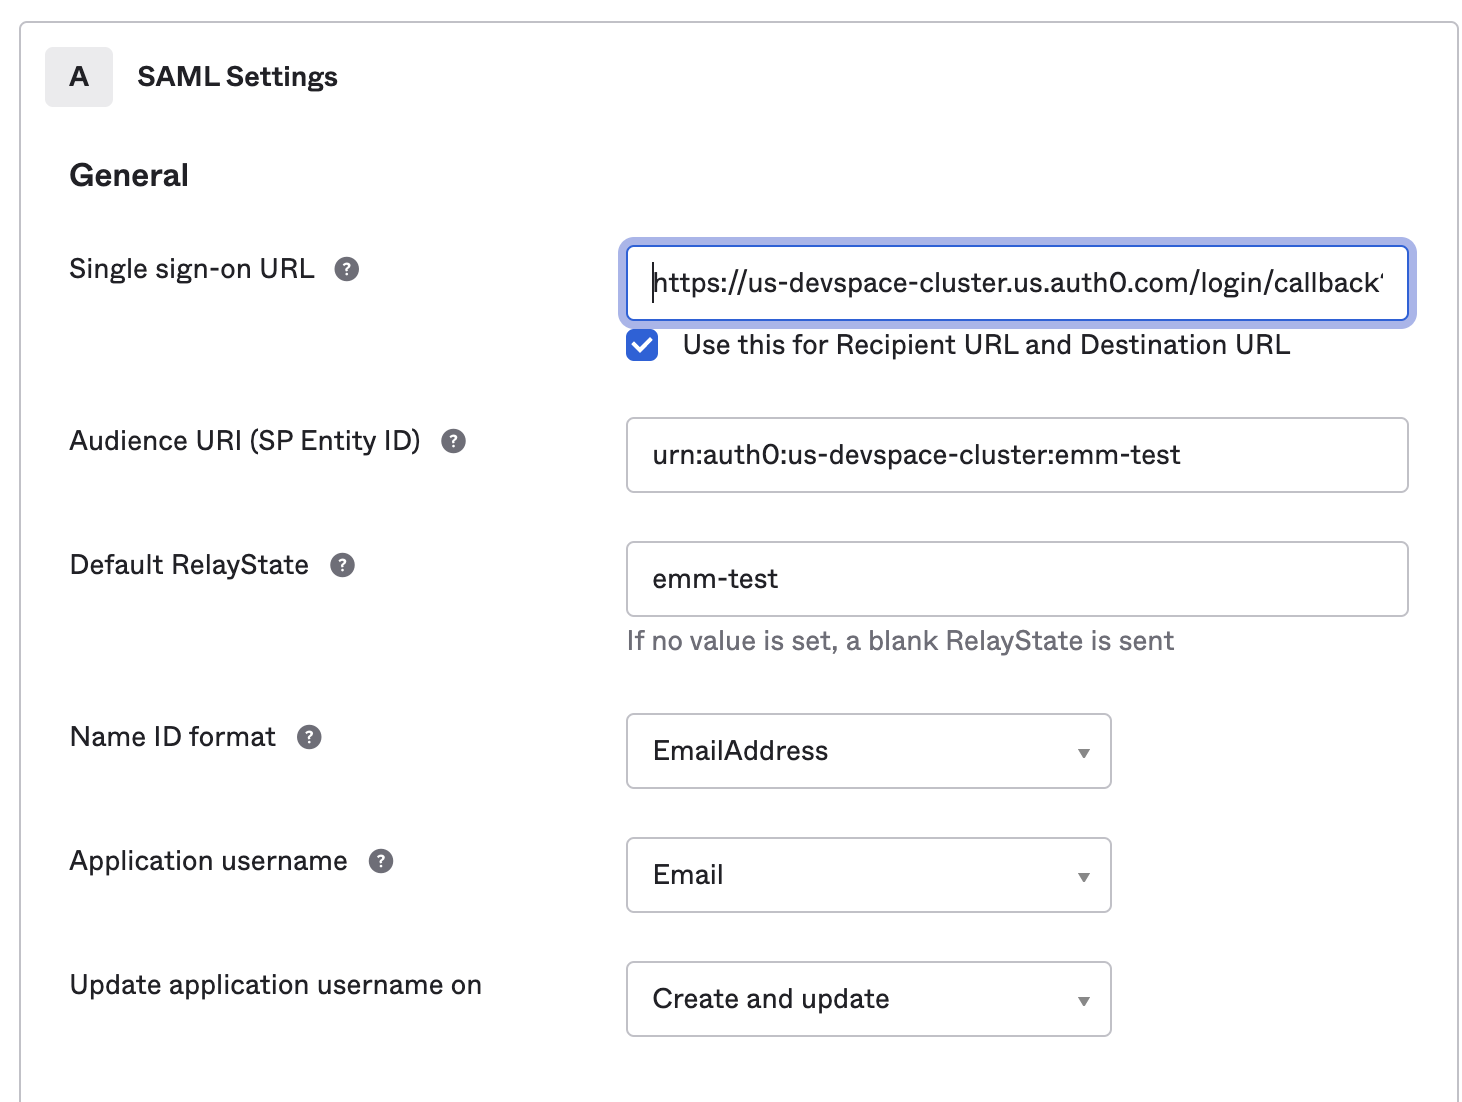 A SAML Settings
General
Single sign-on URL ?
https://us-devspace-cluster.us.auth0.com/login/callback
Use this for Recipient URL and Destination URL
Audience URI (SP Entity ID) ?
urn:auth0:us-devspace-cluster:emm-test
Default RelayState ?
emm-test
If no value is set, a blank RelayState is sent
Name ID format ?
EmailAddress
Application username ?
Email
Update application username on
Create and update